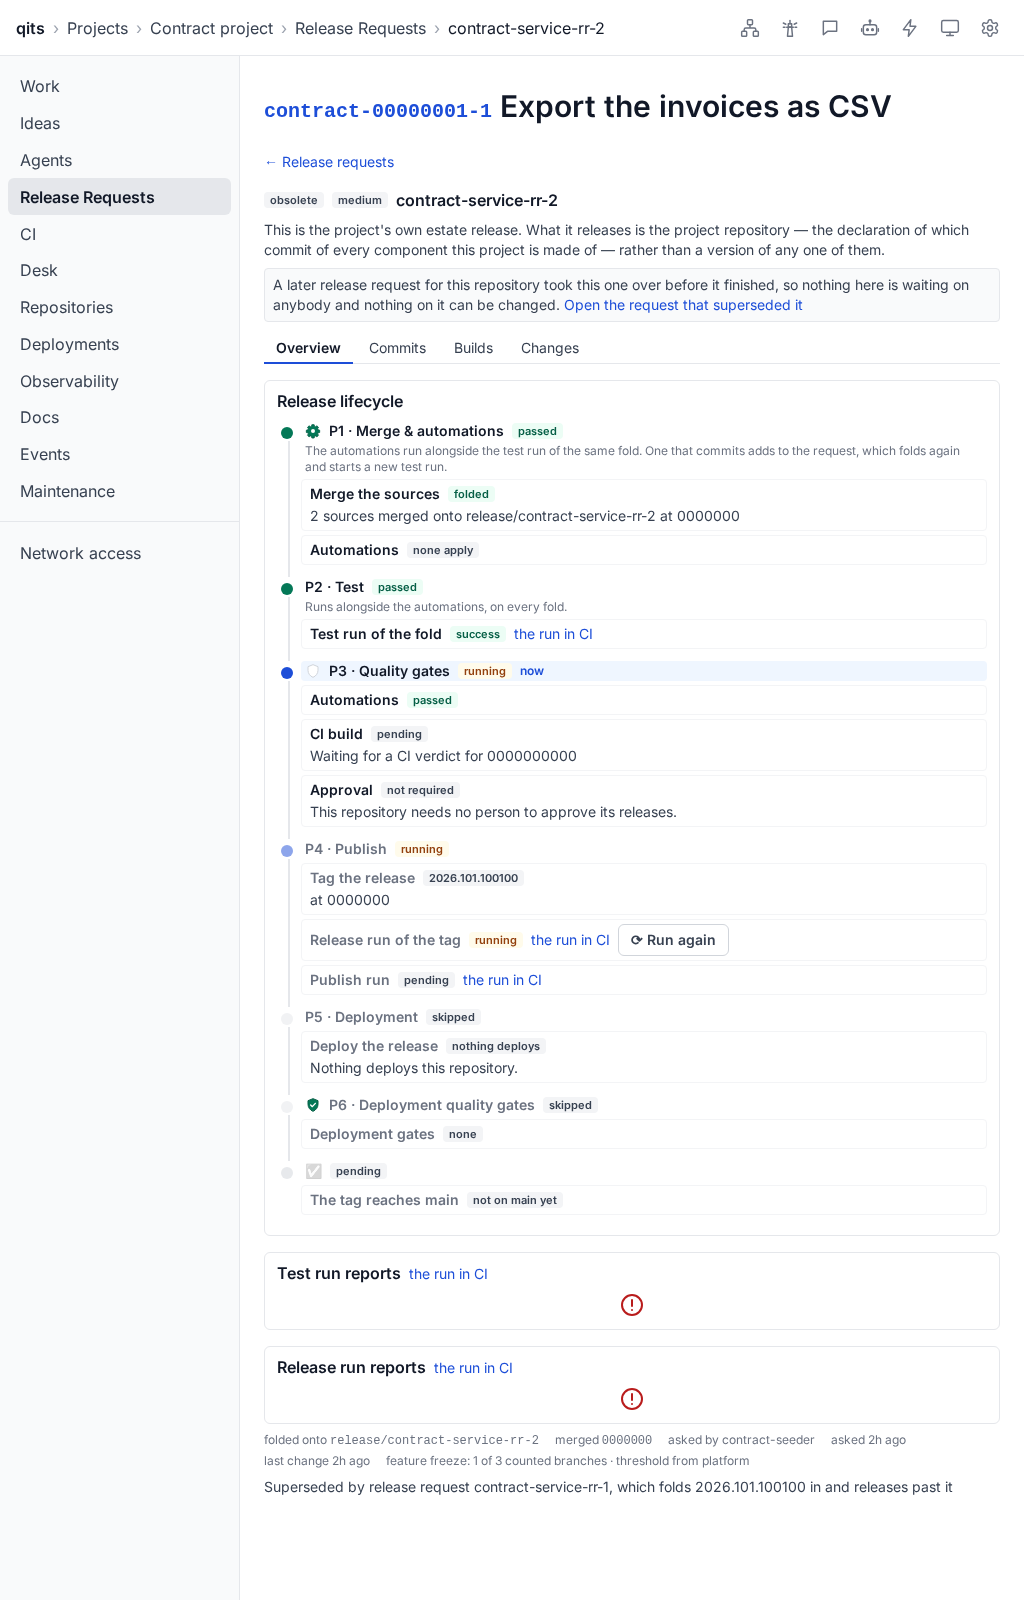 qits › Projects › Contract project › Release Requests › contract-service-rr-2
Work
Ideas
Agents
Release Requests
CI
Desk
Repositories
Deployments
Observability
Docs
Events
Maintenance
Network access
contract-00000001-1 Export the invoices as CSV
← Release requests
obsolete medium contract-service-rr-2
This is the project's own estate release. What it releases is the project repository — the declaration of which
commit of every component this project is made of — rather than a version of any one of them.
A later release request for this repository took this one over before it finished, so nothing here is waiting on
anybody and nothing on it can be changed. Open the request that superseded it
Overview Commits Builds Changes
Release lifecycle
P1 · Merge & automations passed
The automations run alongside the test run of the same fold. One that commits adds to the request, which folds again
and starts a new test run.
Merge the sources folded
2 sources merged onto release/contract-service-rr-2 at 0000000
Automations none apply
P2 · Test passed
Runs alongside the automations, on every fold.
Test run of the fold success the run in CI
P3 · Quality gates running now
Automations passed
CI build pending
Waiting for a CI verdict for 0000000000
Approval not required
This repository needs no person to approve its releases.
P4 · Publish running
Tag the release 2026.101.100100
at 0000000
Release run of the tag running the run in CI ⟳ Run again
Publish run pending the run in CI
P5 · Deployment skipped
Deploy the release nothing deploys
Nothing deploys this repository.
P6 · Deployment quality gates skipped
Deployment gates none
✅ pending
The tag reaches main not on main yet
Test run reports the run in CI
Release run reports the run in CI
folded onto release/contract-service-rr-2 merged 0000000 asked by contract-seeder asked 2h ago
last change 2h ago feature freeze: 1 of 3 counted branches · threshold from platform
Superseded by release request contract-service-rr-1, which folds 2026.101.100100 in and releases past it